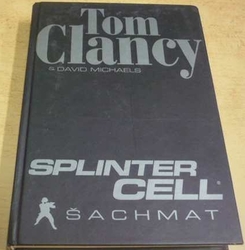 Tom
Clancy
& DAVID MICHAELS
SPLINTER
CELL®
ŠACHMAT